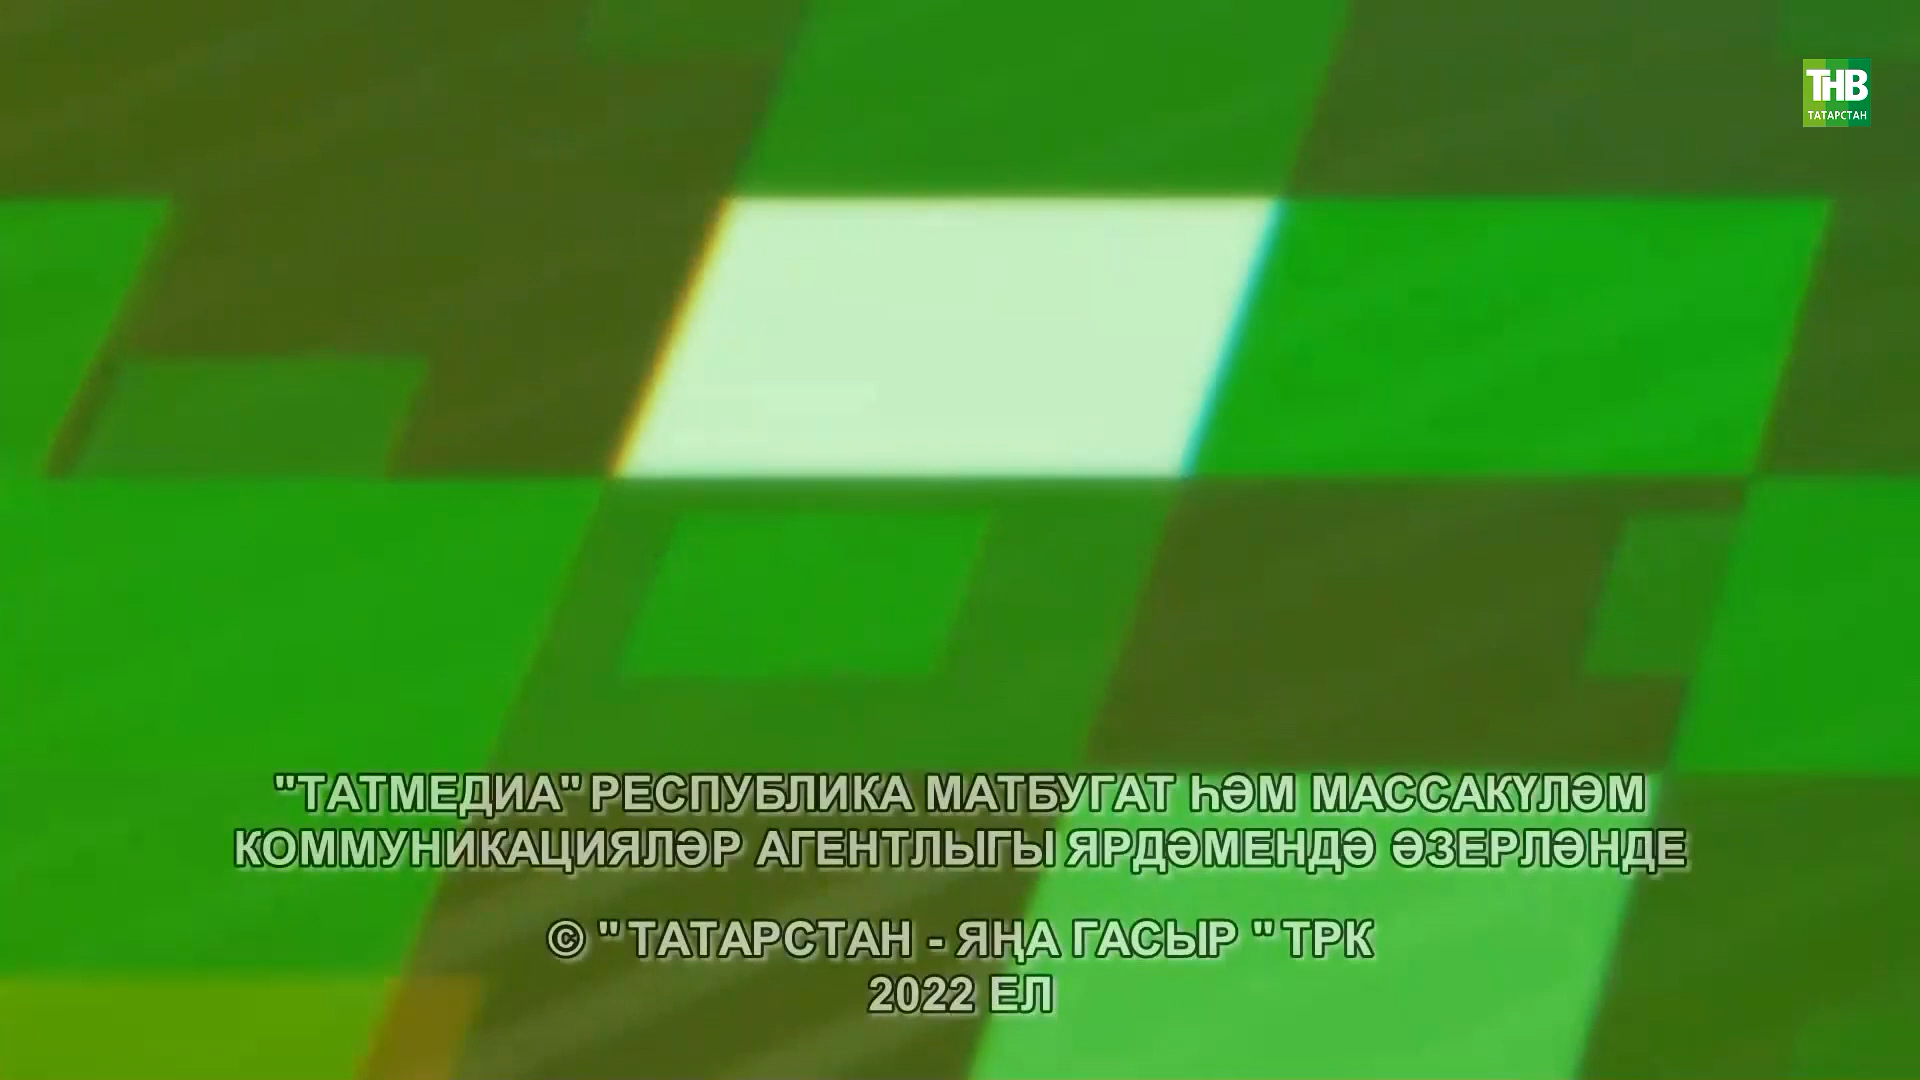 ТНВ
ТАТАРСТАН
"ТАТМЕДИА" РЕСПУБЛИКА МАТБУГАТ ҺӘМ МАССАКҮЛӘМ
КОММУНИКАЦИЯЛӘР АГЕНТЛЫГЫ ЯРДӘМЕНДӘ ӘЗЕРЛӘНДЕ
© " ТАТАРСТАН - ЯҢА ГАСЫР " ТРК
2022 ЕЛ